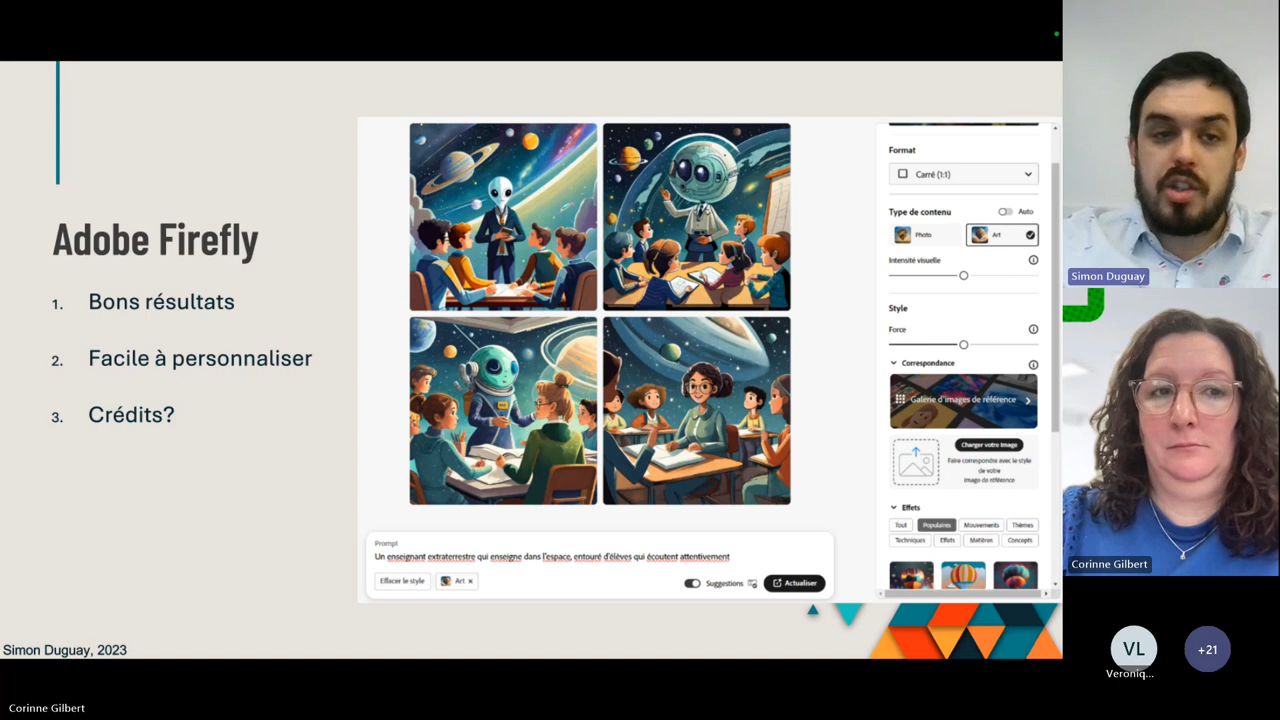 Adobe Firefly
1. Bons résultats
2. Facile à personnaliser
3. Crédits?
Prompt
Un enseignant extraterrestre qui enseigne dans l'espace, entouré d'élèves qui écoutent attentivement
Effacer le style
Art ×
Suggestions
Actualiser
Format
Carré (1:1)
Type de contenu
Auto
Photo
Art
Intensité visuelle
Style
Force
Correspondance
Galerie d'images de référence
Charger votre image
Faire correspondre avec le style
de votre
image de référence
Effets
Tout
Populaires
Mouvements
Thèmes
Techniques
Effets
Matières
Concepts
Simon Duguay, 2023
Corinne Gilbert
Simon Duguay
Corinne Gilbert
VL
Veroniq...
+21